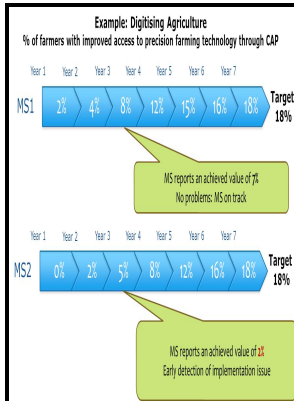 Example: Digitising Agriculture
% of farmers with improved access to precision farming technology through CAP
Year 1 Year 2 Year 3 Year 4 Year 5 Year 6 Year 7
MS1 2% 4% 8% 12% 15% 16% 18% Target 18%
MS reports an achieved value of 7%
No problems: MS on track
Year 1 Year 2 Year 3 Year 4 Year 5 Year 6 Year 7
MS2 0% 2% 5% 8% 12% 16% 18% Target 18%
MS reports an achieved value of 2%
Early detection of implementation issue